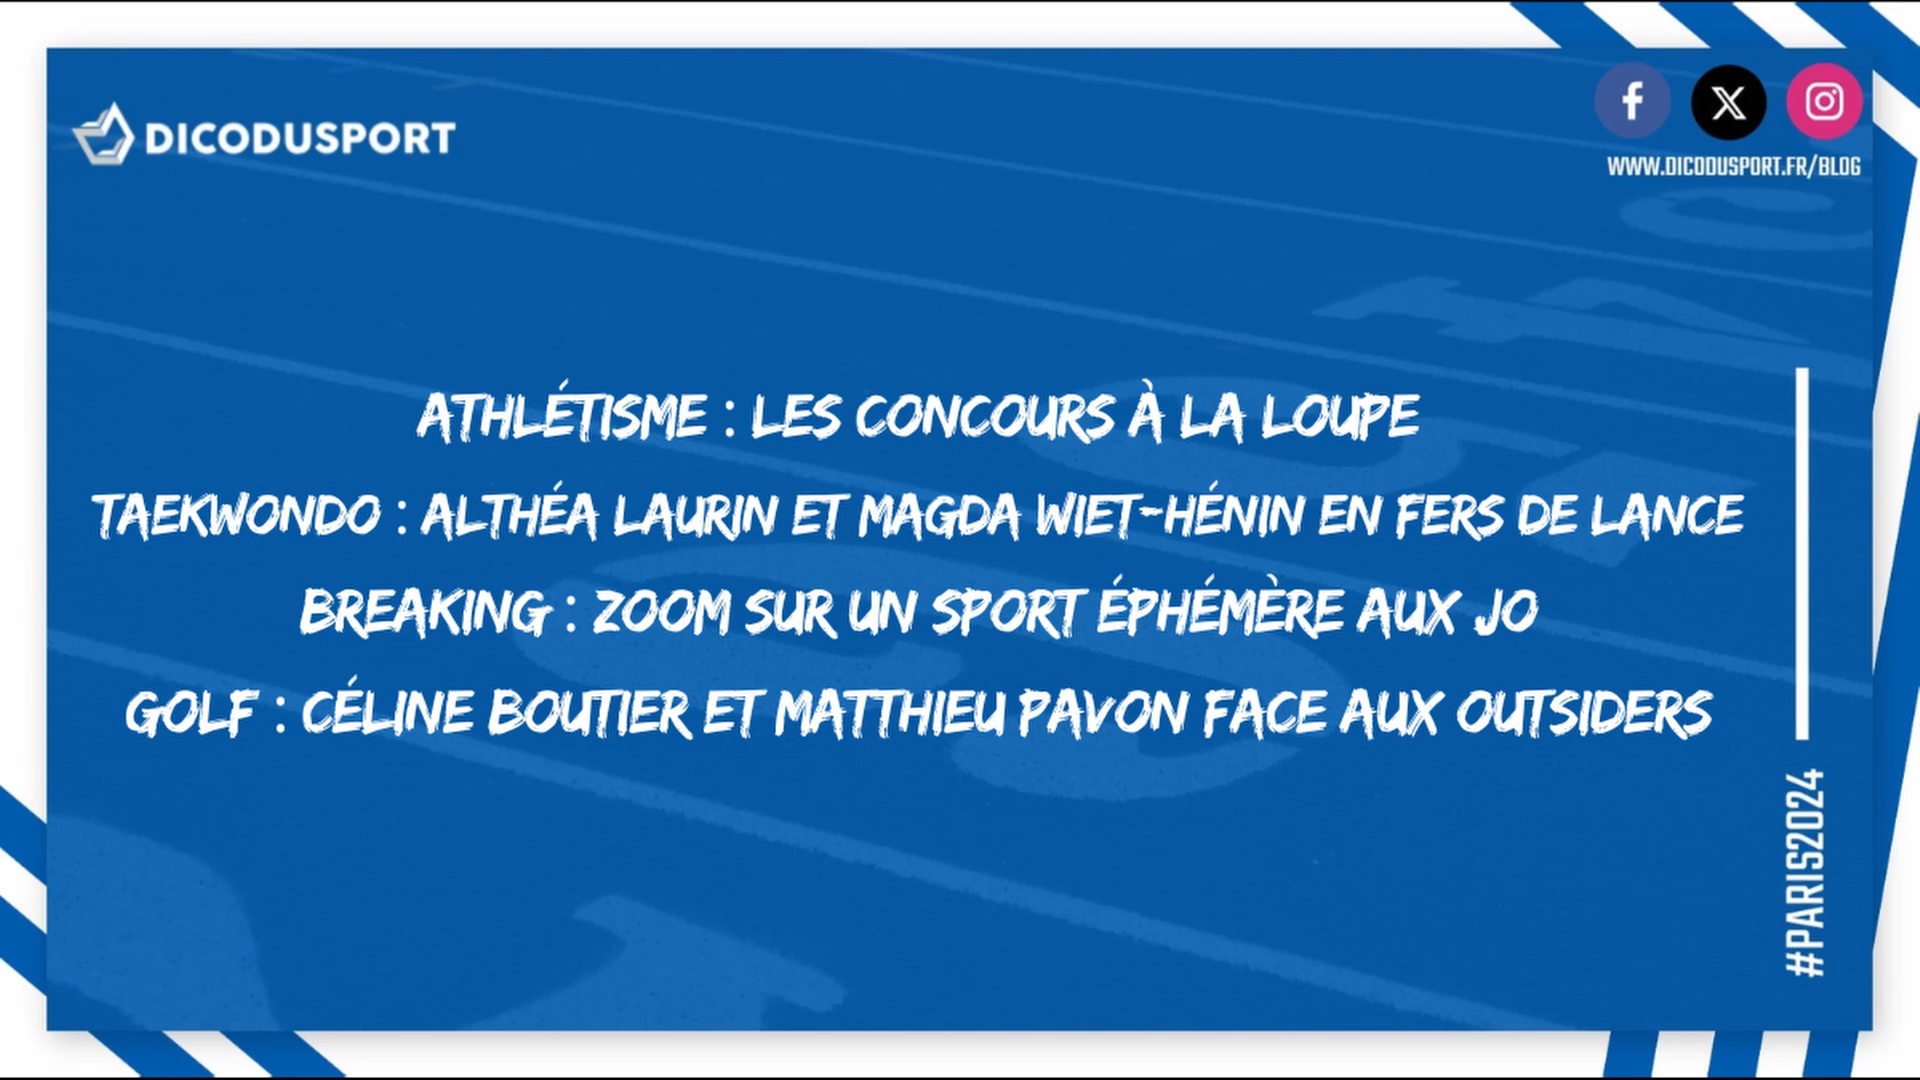 DICODUSPORT
WWW.DICODUSPORT.FR/BLOG
ATHLÉTISME : LES CONCOURS À LA LOUPE
TAEKWONDO : ALTHÉA LAURIN ET MAGDA WIET-HÉNIN EN FERS DE LANCE
BREAKING : ZOOM SUR UN SPORT ÉPHÉMÈRE AUX JO
GOLF : CÉLINE BOUTIER ET MATTHIEU PAVON FACE AUX OUTSIDERS
#PARIS2024